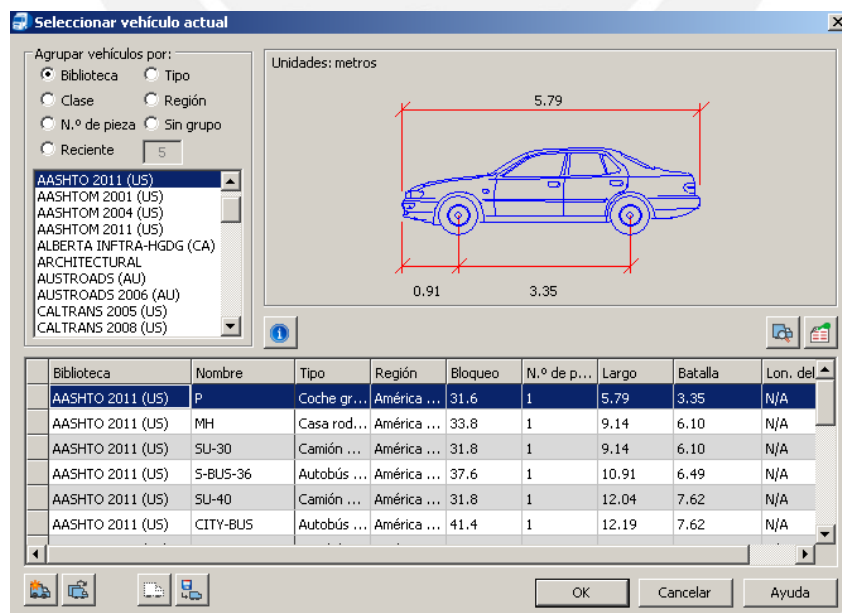 Seleccionar vehículo actual
Agrupar vehículos por:
Biblioteca Tipo
Clase Región
N.º de pieza Sin grupo
Reciente 5
AASHTO 2011 (US)
AASHTOM 2001 (US)
AASHTOM 2004 (US)
AASHTOM 2011 (US)
ALBERTA INFTRA-HGDG (CA)
ARCHITECTURAL
AUSTROADS (AU)
AUSTROADS 2006 (AU)
CALTRANS 2005 (US)
CALTRANS 2008 (US)
Unidades: metros
5.79
0.91 3.35
Biblioteca Nombre Tipo Región Bloqueo N.º de p... Largo Batalla Lon. del
AASHTO 2011 (US) P Coche gr... América ... 31.6 1 5.79 3.35 N/A
AASHTO 2011 (US) MH Casa rod... América ... 33.8 1 9.14 6.10 N/A
AASHTO 2011 (US) SU-30 Camión ... América ... 31.8 1 9.14 6.10 N/A
AASHTO 2011 (US) S-BUS-36 Autobús ... América ... 37.6 1 10.91 6.49 N/A
AASHTO 2011 (US) SU-40 Camión ... América ... 31.8 1 12.04 7.62 N/A
AASHTO 2011 (US) CITY-BUS Autobús ... América ... 41.4 1 12.19 7.62 N/A
OK Cancelar Ayuda